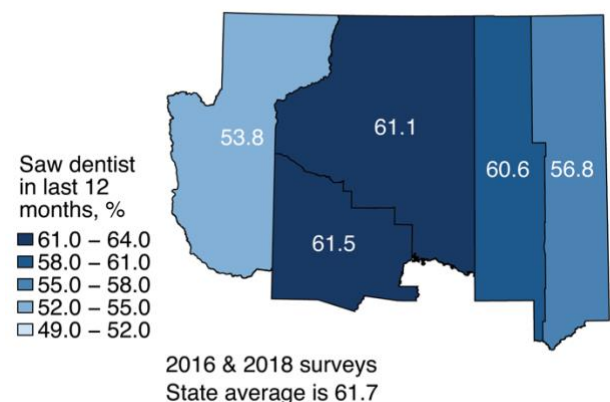 53.8
61.1
60.6
56.8
61.5
Saw dentist
in last 12
months, %
61.0 – 64.0
58.0 – 61.0
55.0 – 58.0
52.0 – 55.0
49.0 – 52.0
2016 & 2018 surveys
State average is 61.7